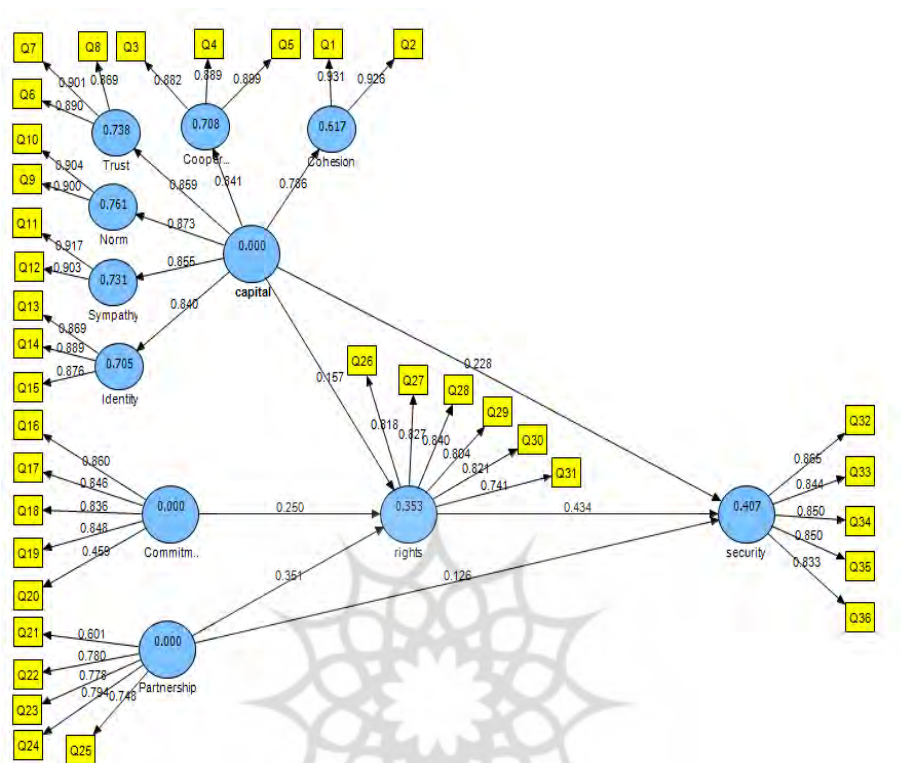 Q7
Q8
Q3
Q4
Q5
Q1
Q2
0.901
0.869
0.882
0.889
0.899
0.931
0.926
Q6
0.890
0.738
Trust
0.708
Cooper..
0.617
Cohesion
Q10
0.904
Q9
0.900
0.761
Norm
0.859
0.841
0.786
0.873
Q11
0.917
Q12
0.903
0.731
Sympathy
0.855
0.000
capital
0.840
Q13
0.869
Q14
0.889
Q15
0.876
0.705
Identity
0.157
0.228
Q26
Q27
Q28
Q29
Q30
Q31
0.818
0.827
0.840
0.804
0.821
0.741
Q16
0.860
Q17
0.846
Q18
0.836
Q19
0.848
Q20
0.459
0.000
Commitm..
0.250
0.353
rights
0.434
0.407
security
Q32
0.865
Q33
0.844
Q34
0.850
Q35
0.850
Q36
0.833
0.351
0.126
Q21
0.601
Q22
0.780
Q23
0.778
Q24
0.794
Q25
0.748
0.000
Partnership